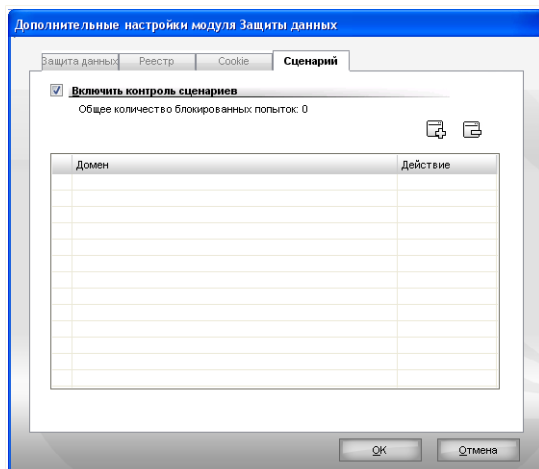 Дополнительные настройки модуля Защиты данных
Защита данных Реестр Cookie Сценарий
Включить контроль сценариев
Общее количество блокированных попыток: 0
Домен Действие
OK Отмена